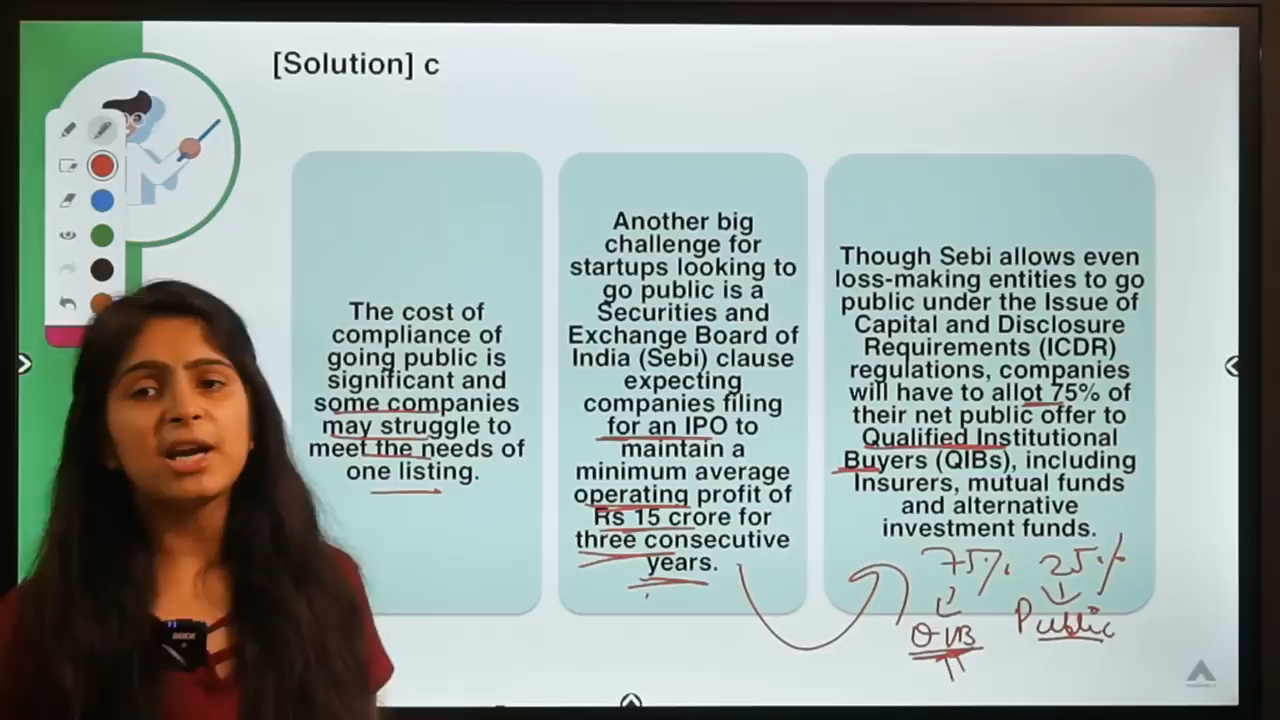 [Solution] c
The cost of
compliance of
going public is
significant and
some companies
may struggle to
meet the needs of
one listing.
Another big
challenge for
startups looking to
go public is a
Securities and
Exchange Board of
India (Sebi) clause
expecting
companies filing
for an IPO to
maintain a
minimum average
operating profit of
Rs 15 crore for
three consecutive
years.
Though Sebi allows even
loss-making entities to go
public under the Issue of
Capital and Disclosure
Requirements (ICDR)
regulations, companies
will have to allot 75% of
their net public offer to
Qualified Institutional
Buyers (QIBs), including
Insurers, mutual funds
and alternative
investment funds.
75% 25%
QIB Public